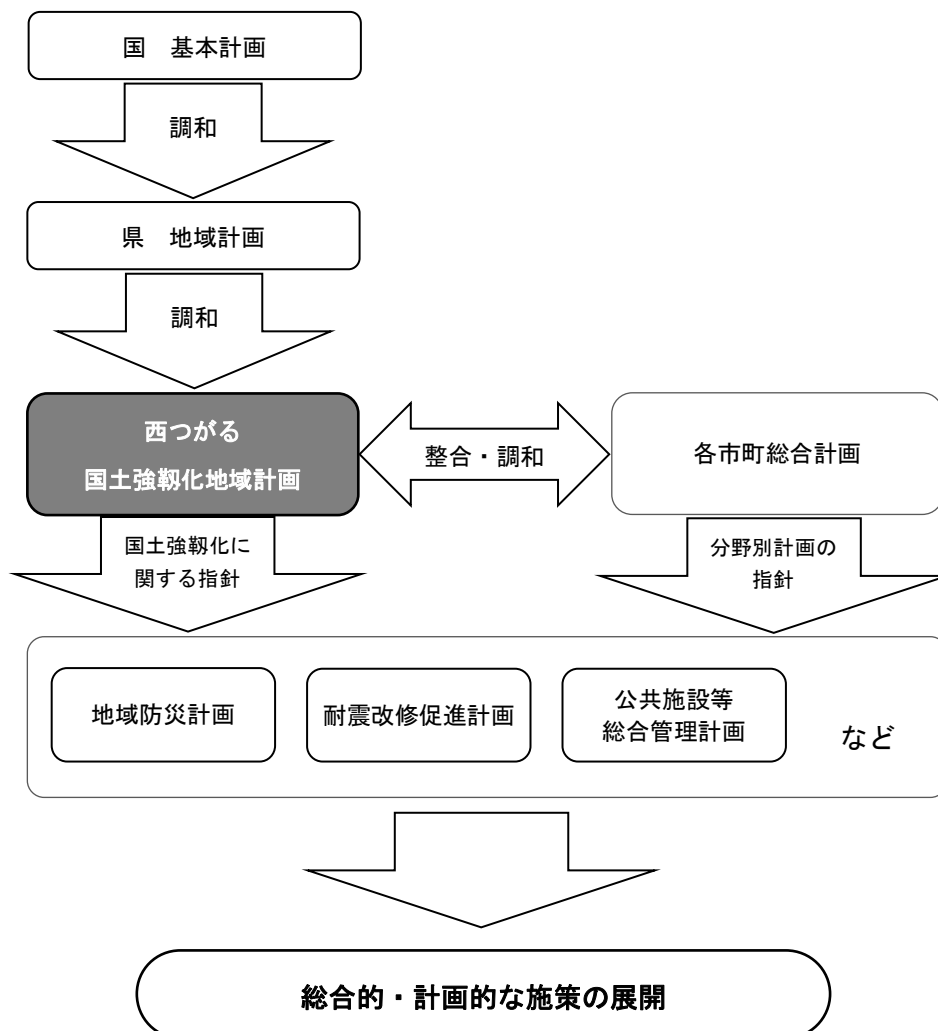 国　基本計画
調和
県　地域計画
調和
西つがる
国土強靱化地域計画
整合・調和
各市町総合計画
国土強靱化に
関する指針
分野別計画の
指針
地域防災計画
耐震改修促進計画
公共施設等
総合管理計画
など
総合的・計画的な施策の展開